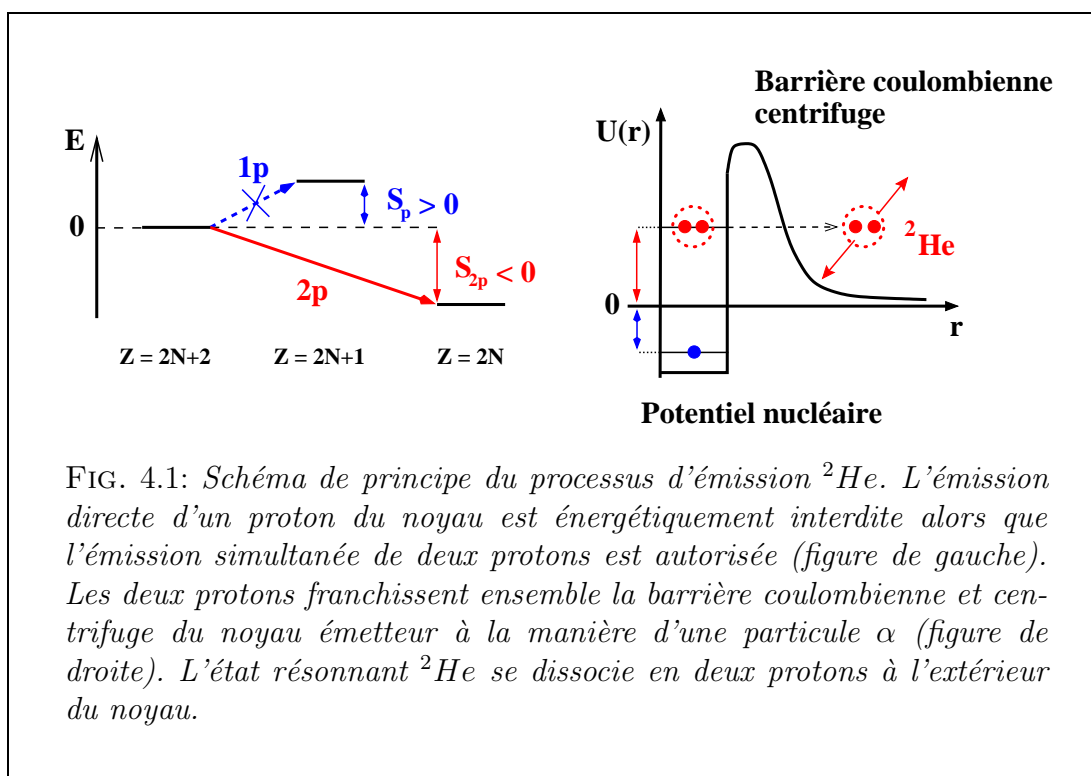 E
1p
S_p > 0
0
S_{2p} < 0
2p
Z = 2N+2
Z = 2N+1
Z = 2N
Barrière coulombienne
centrifuge
U(r)
²He
0
r
Potentiel nucléaire
FIG. 4.1: Schéma de principe du processus d'émission ²He. L'émission
directe d'un proton du noyau est énergétiquement interdite alors que
l'émission simultanée de deux protons est autorisée (figure de gauche).
Les deux protons franchissent ensemble la barrière coulombienne et cen-
trifuge du noyau émetteur à la manière d'une particule α (figure de
droite). L'état résonnant ²He se dissocie en deux protons à l'extérieur
du noyau.